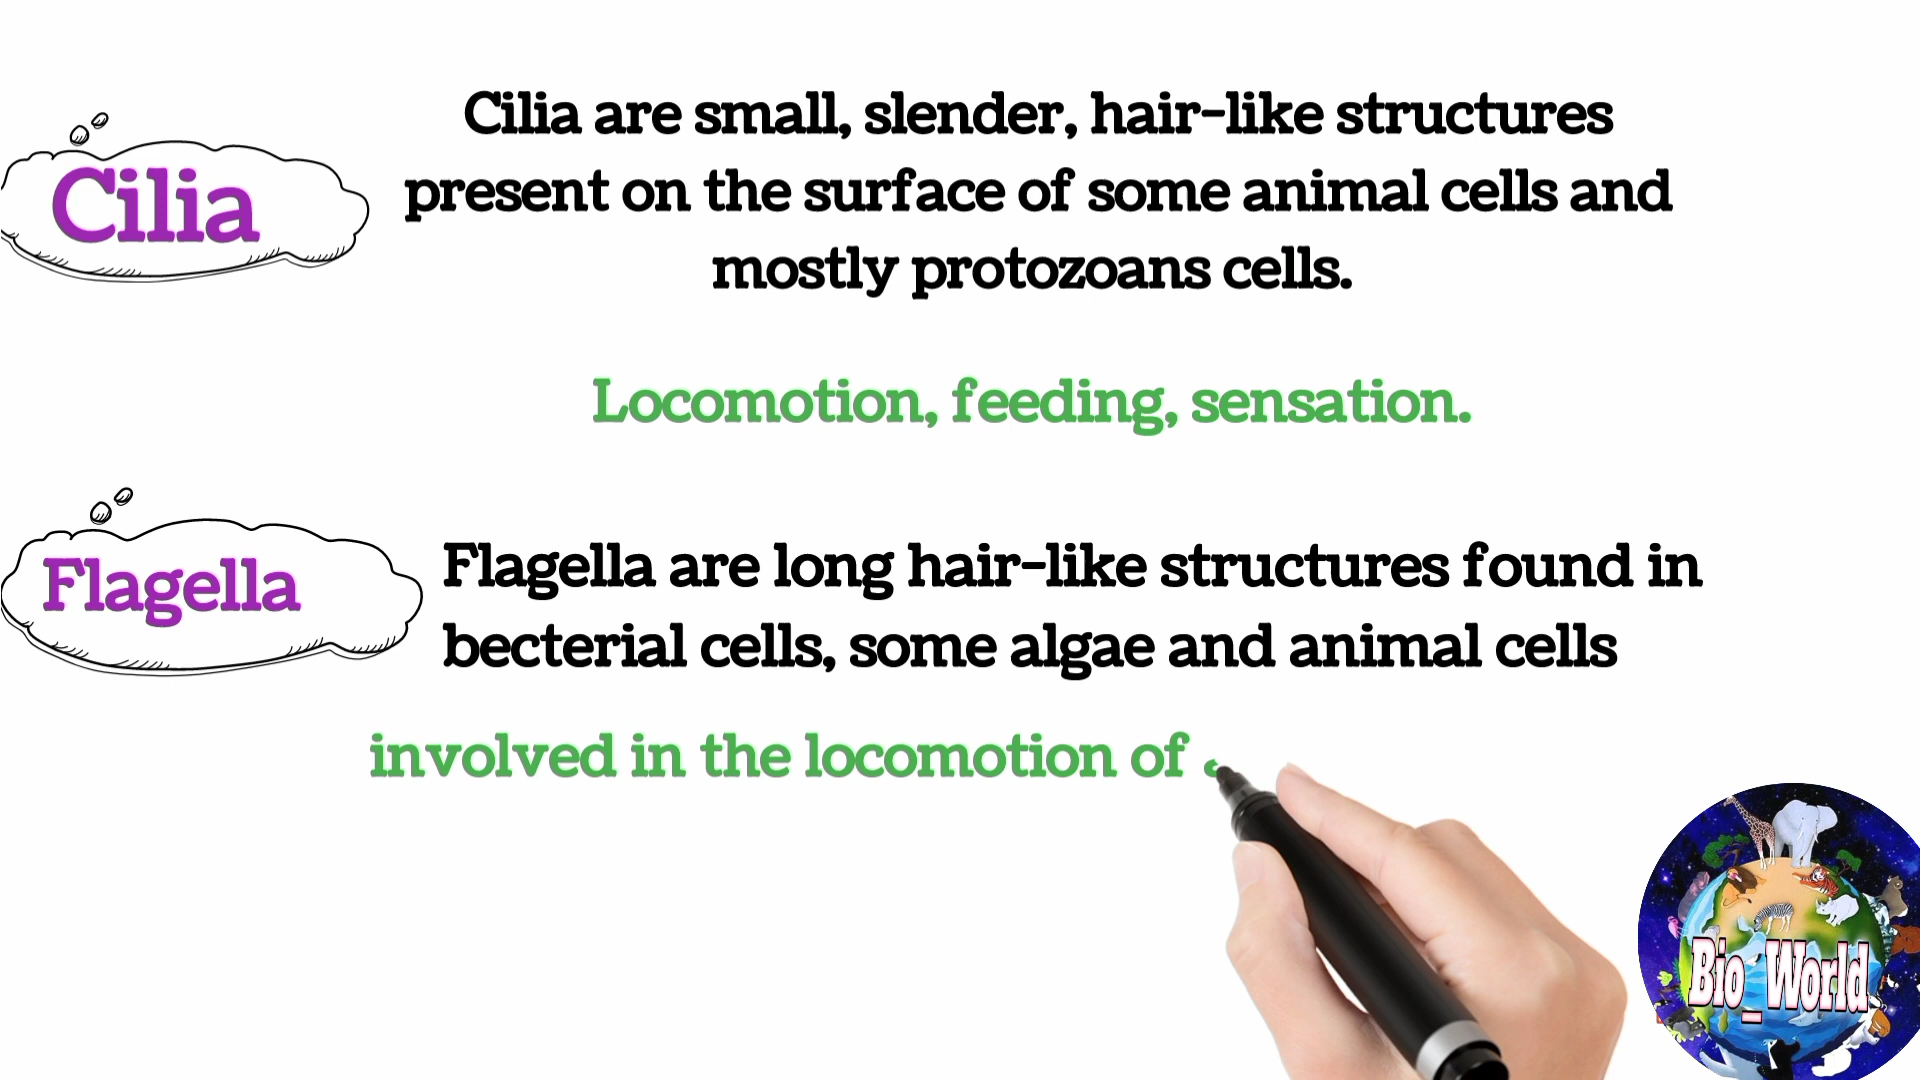 Cilia
Cilia are small, slender, hair-like structures
present on the surface of some animal cells and
mostly protozoans cells.
Locomotion, feeding, sensation.
Flagella
Flagella are long hair-like structures found in
becterial cells, some algae and animal cells
involved in the locomotion of
Bio_World